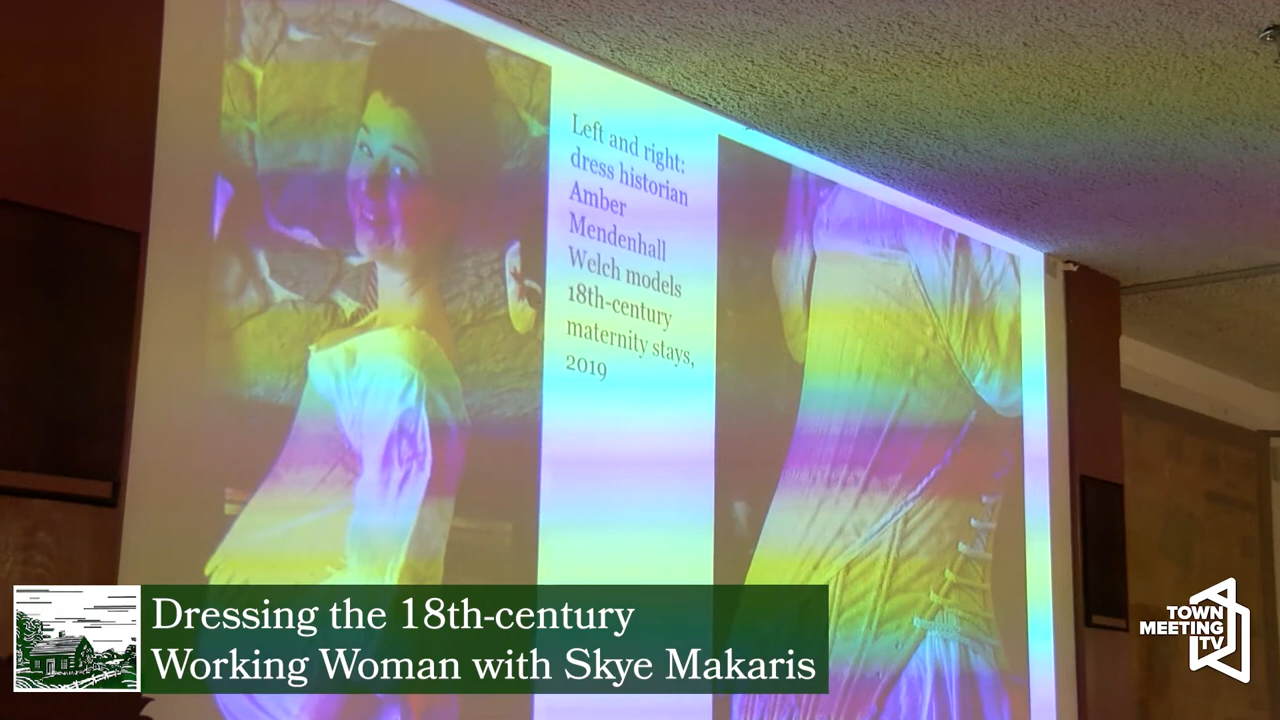 Left and right:
dress historian
Amber
Mendenhall
Welch models
18th-century
maternity stays,
2019
Dressing the 18th-century
Working Woman with Skye Makaris
TOWN
MEETING
TV